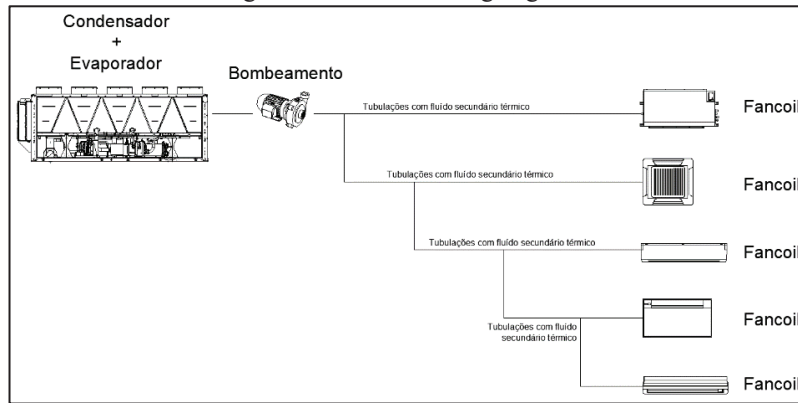 Condensador
+
Evaporador
Bombeamento
Tubulações com fluído secundário térmico
Fancoil
Tubulações com fluído secundário térmico
Fancoil
Tubulações com fluído secundário térmico
Fancoil
Tubulações com fluído
secundário térmico
Fancoil
Fancoil